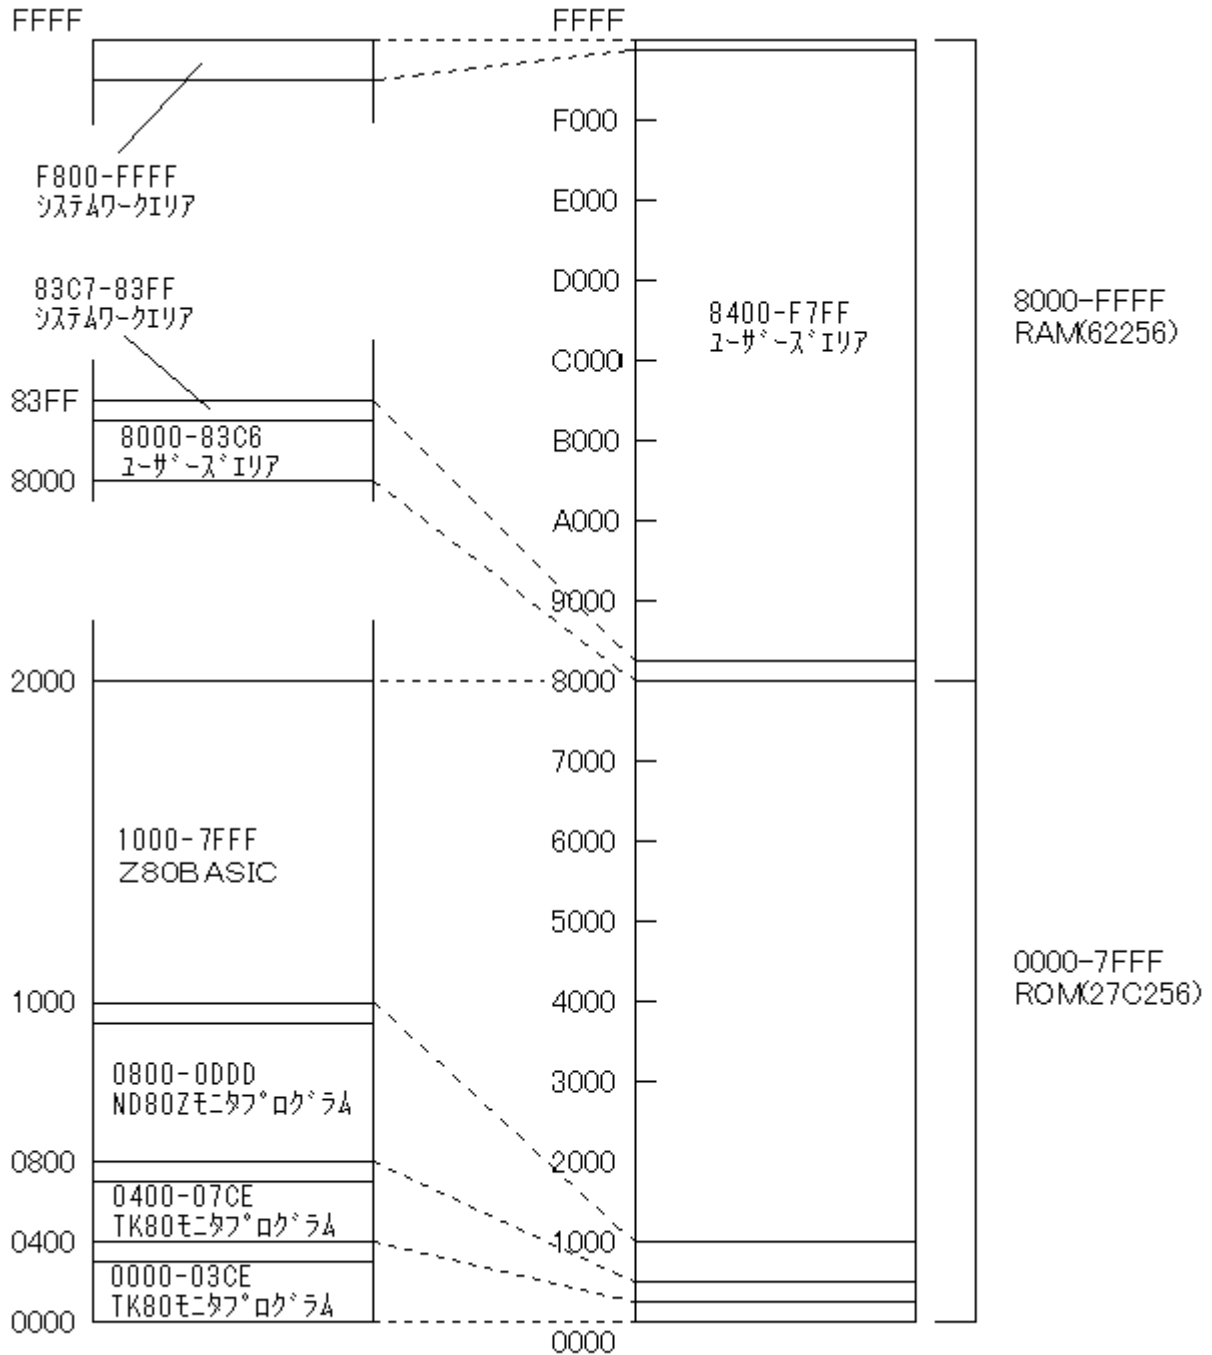 FFFF
F800-FFFF
ｼｽﾃﾑﾜｰｸｴﾘｱ
83C7-83FF
ｼｽﾃﾑﾜｰｸｴﾘｱ
83FF
8000-83C6
ﾕｰｻﾞｰｽﾞｴﾘｱ
8000
2000
1000-7FFF
Z80BASIC
1000
0800-0DDD
ND80Zﾓﾆﾀﾌﾟﾛｸﾞﾗﾑ
0800
0400-07CE
TK80ﾓﾆﾀﾌﾟﾛｸﾞﾗﾑ
0400
0000-03CE
TK80ﾓﾆﾀﾌﾟﾛｸﾞﾗﾑ
0000
FFFF
F000
E000
D000
8400-F7FF
ﾕｰｻﾞｰｽﾞｴﾘｱ
C000
B000
A000
9000
8000
7000
6000
5000
4000
3000
2000
1000
0000
8000-FFFF
RAM(62256)
0000-7FFF
ROM(27C256)